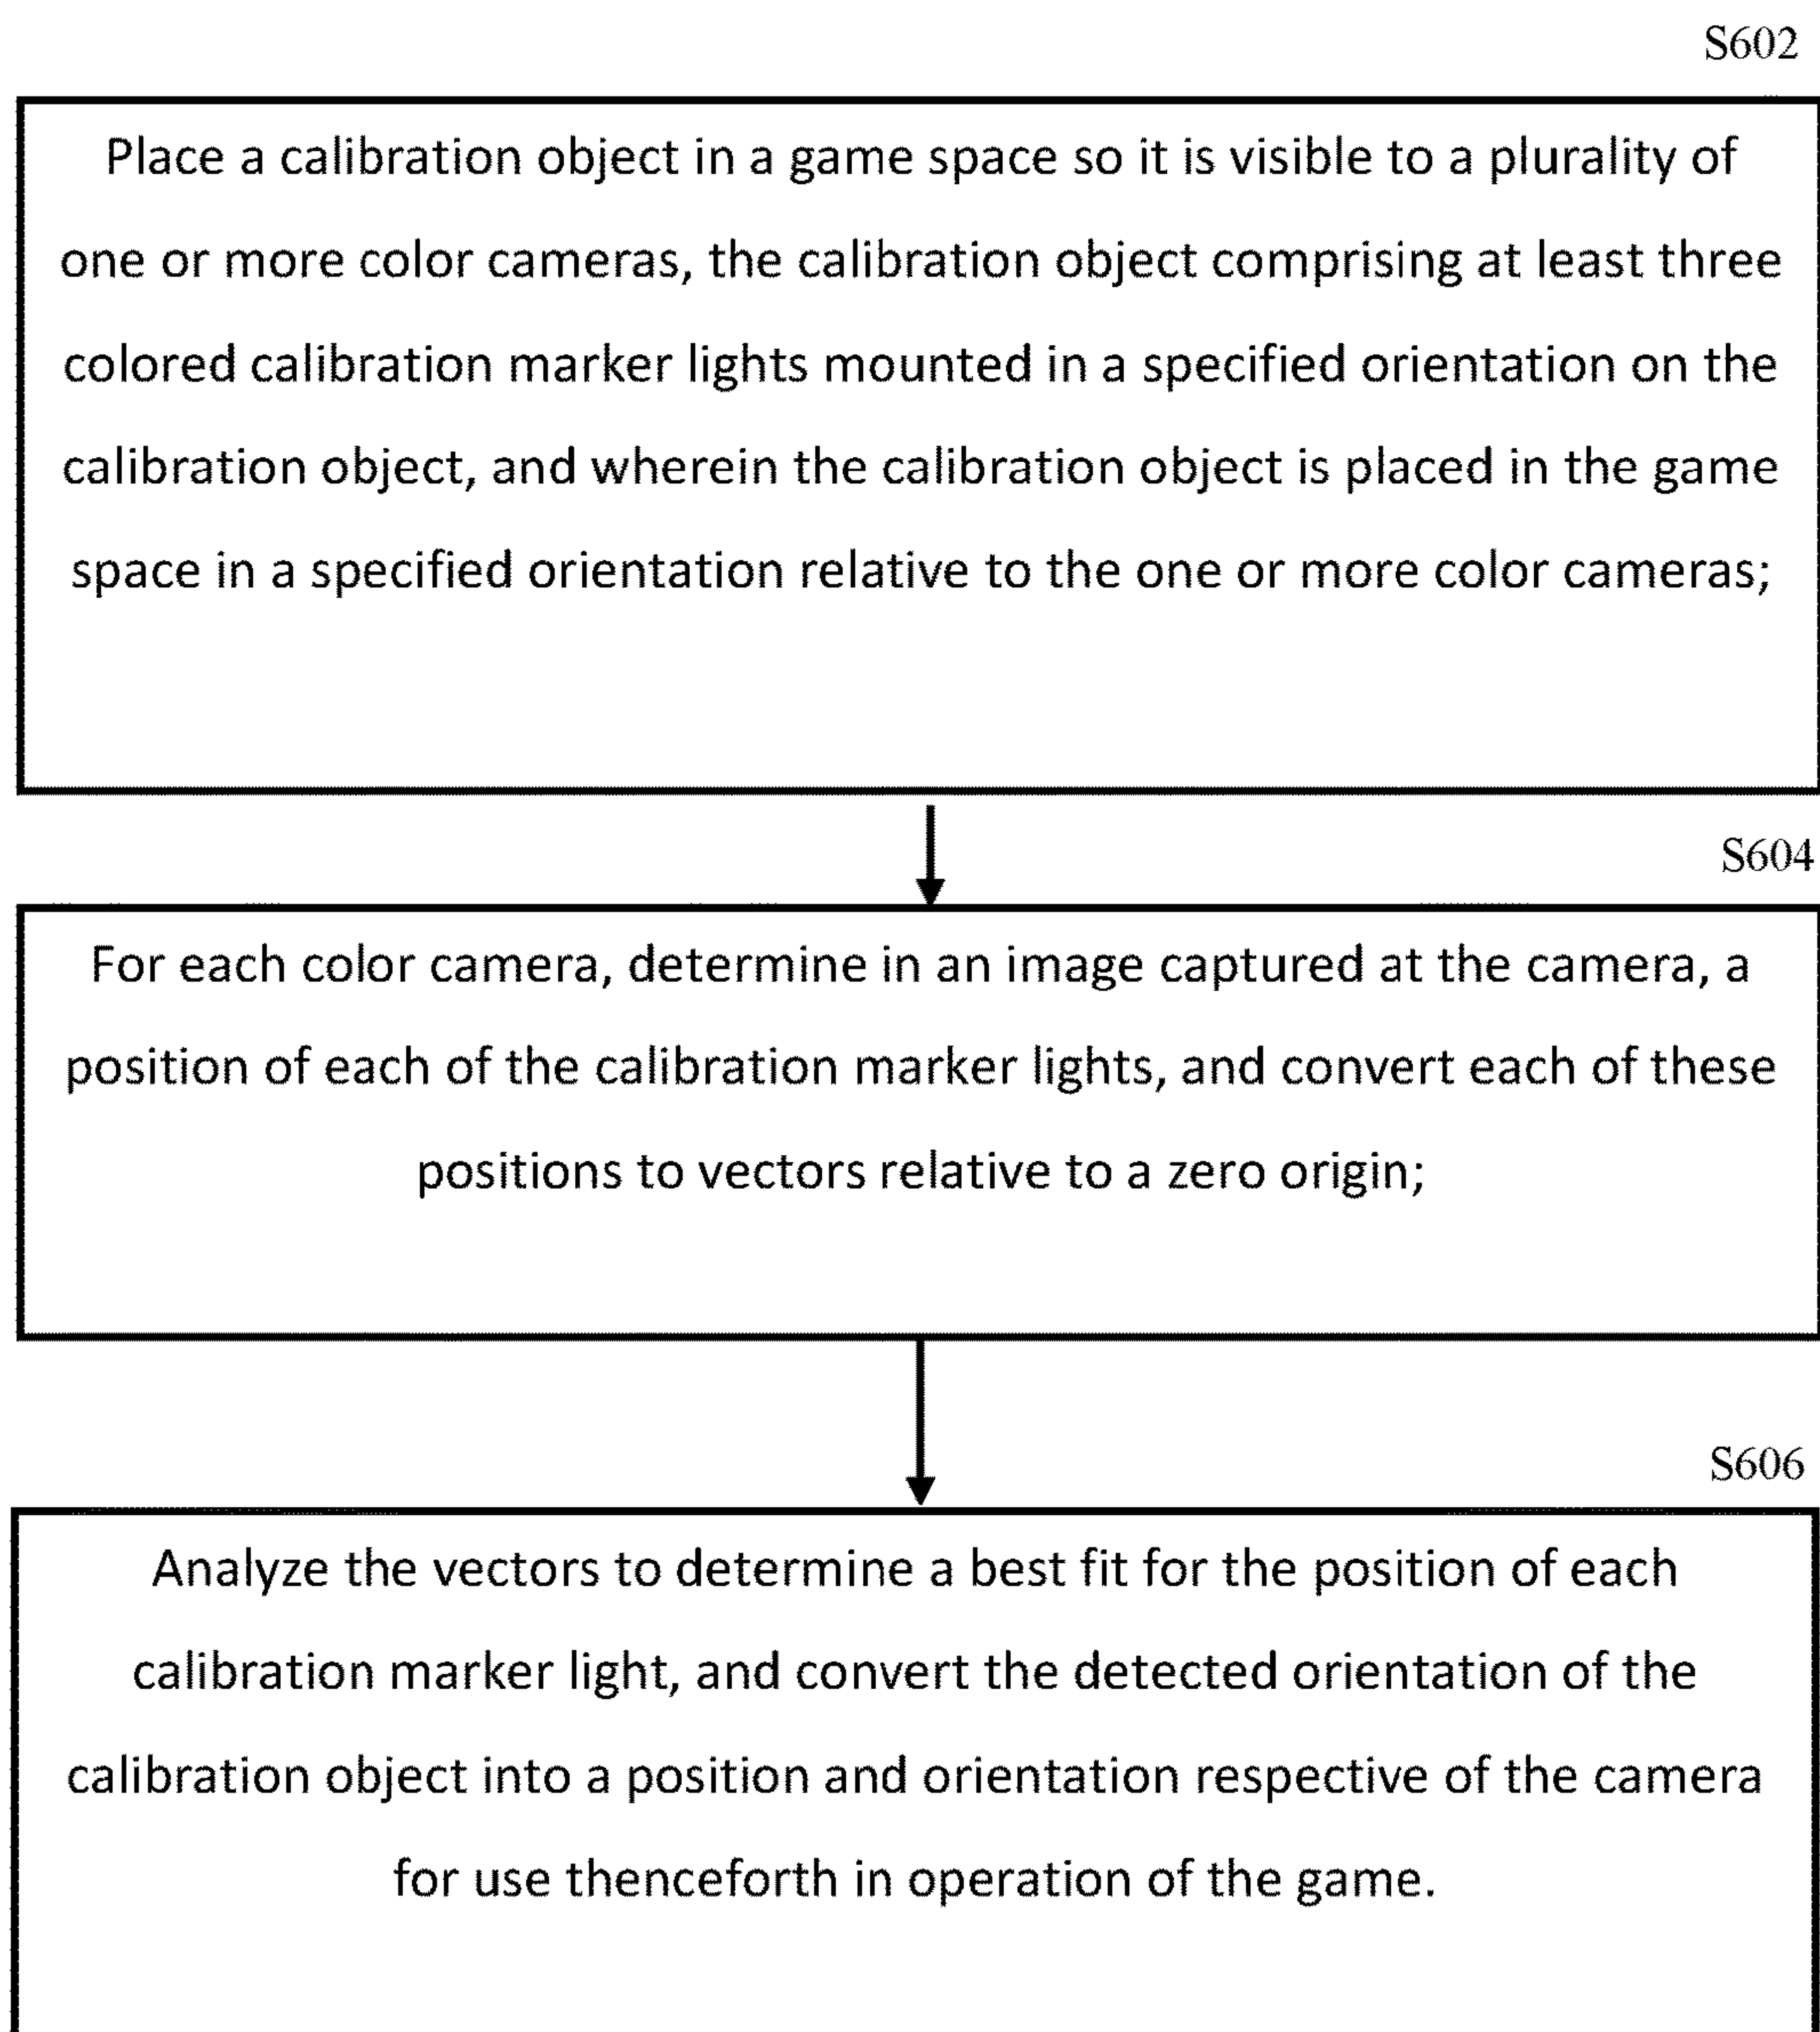 S602
Place a calibration object in a game space so it is visible to a plurality of
one or more color cameras, the calibration object comprising at least three
colored calibration marker lights mounted in a specified orientation on the
calibration object, and wherein the calibration object is placed in the game
space in a specified orientation relative to the one or more color cameras;
S604
For each color camera, determine in an image captured at the camera, a
position of each of the calibration marker lights, and convert each of these
positions to vectors relative to a zero origin;
S606
Analyze the vectors to determine a best fit for the position of each
calibration marker light, and convert the detected orientation of the
calibration object into a position and orientation respective of the camera
for use thenceforth in operation of the game.